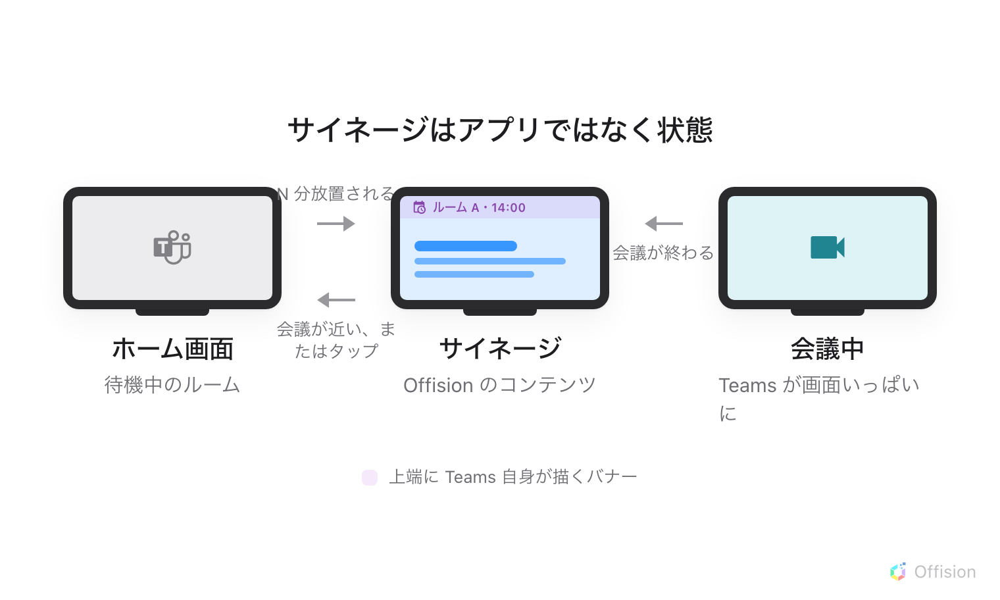 サイネージはアプリではなく状態
N 分放置される
ルーム A・14:00
会議が終わる
会議が近い、ま
たはタップ
ホーム画面
待機中のルーム
サイネージ
Offision のコンテンツ
会議中
Teams が画面いっぱい
に
上端に Teams 自身が描くバナー
Offision